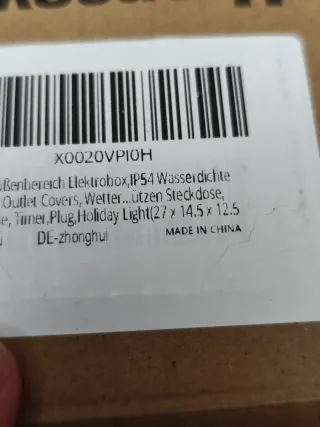 X0020VPI0H
ußenbereich Elektrobox,IP54 Wasserdichte
Outlet Covers, Wetter...ützen Steckdose,
e, Timer,Plug,Holiday Light(27 x 14.5 x 12.5
DE-zhonghui MADE IN CHINA